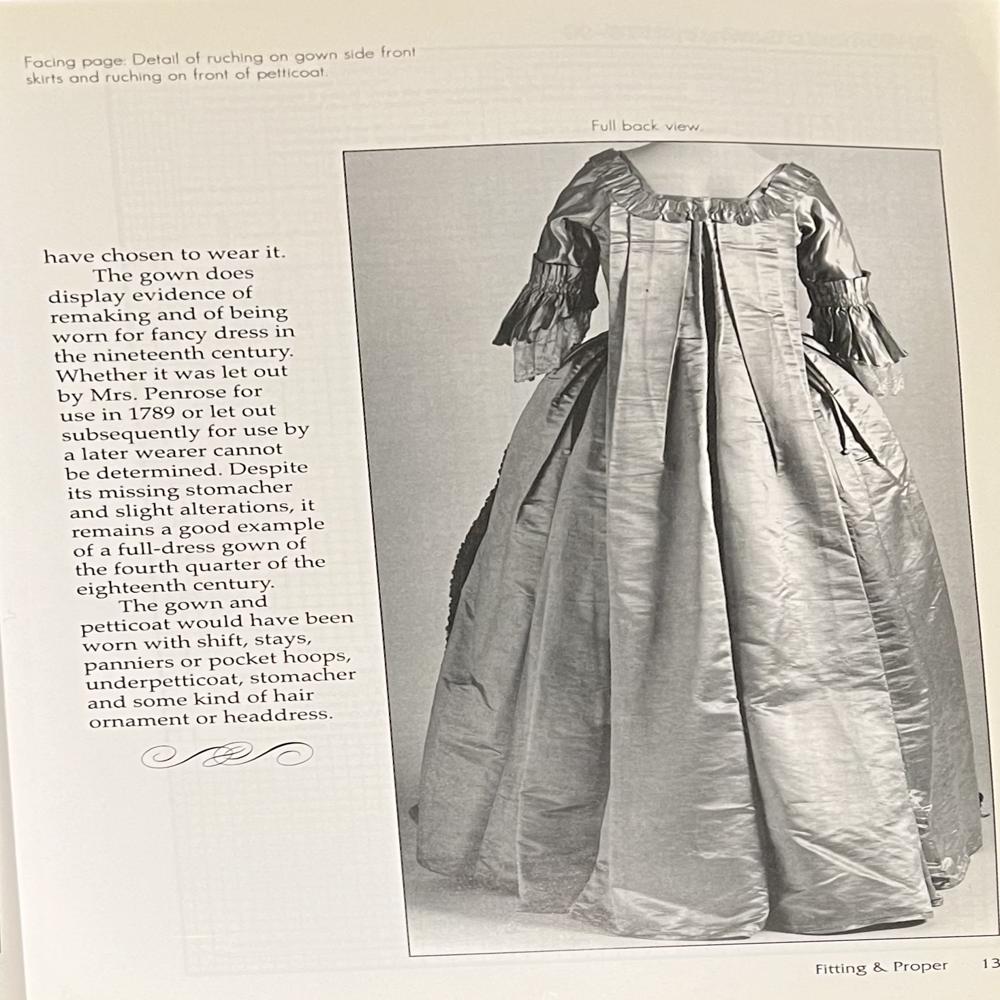 Facing page: Detail of ruching on gown side front
skirts and ruching on front of petticoat.
Full back view.
have chosen to wear it.
The gown does
display evidence of
remaking and of being
worn for fancy dress in
the nineteenth century.
Whether it was let out
by Mrs. Penrose for
use in 1789 or let out
subsequently for use by
a later wearer cannot
be determined. Despite
its missing stomacher
and slight alterations, it
remains a good example
of a full-dress gown of
the fourth quarter of the
eighteenth century.
The gown and
petticoat would have been
worn with shift, stays,
panniers or pocket hoops,
underpetticoat, stomacher
and some kind of hair
ornament or headdress.
Fitting & Proper 13